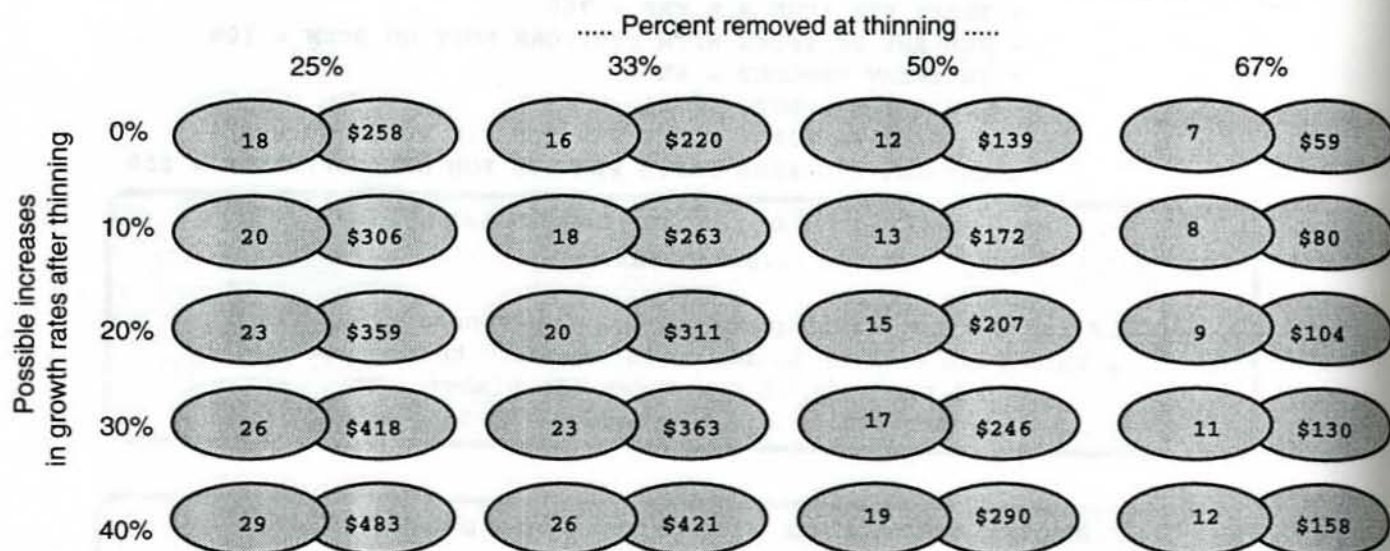 ..... Percent removed at thinning .....
25% 33% 50% 67%
Possible increases
in growth rates after thinning
0% 18 $258 16 $220 12 $139 7 $59
10% 20 $306 18 $263 13 $172 8 $80
20% 23 $359 20 $311 15 $207 9 $104
30% 26 $418 23 $363 17 $246 11 $130
40% 29 $483 26 $421 19 $290 12 $158